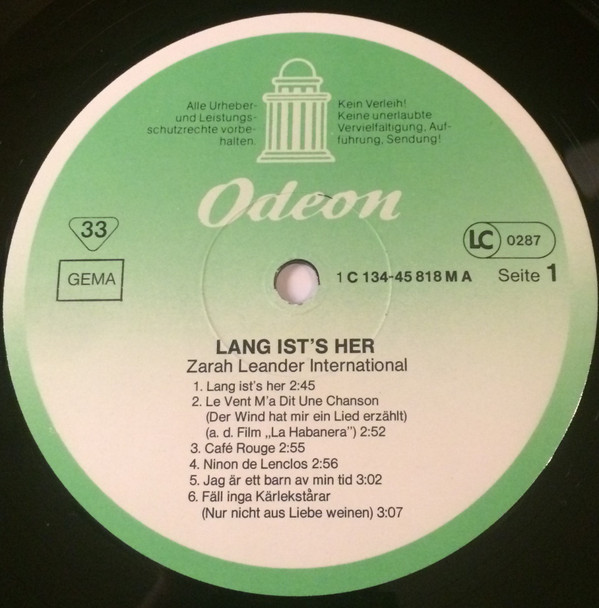 Alle Urheber-
und Leistungs-
schutzrechte vorbe-
halten.
Kein Verleih!
Keine unerlaubte
Vervielfältigung, Auf-
führung, Sendung!
Odeon
33
GEMA
LC 0287
1 C 134-45 818 M A
Seite 1
LANG IST'S HER
Zarah Leander International
1. Lang ist's her 2:45
2. Le Vent M'a Dit Une Chanson
(Der Wind hat mir ein Lied erzählt)
(a. d. Film „La Habanera") 2:52
3. Café Rouge 2:55
4. Ninon de Lenclos 2:56
5. Jag är ett barn av min tid 3:02
6. Fäll inga Kärlekstårar
(Nur nicht aus Liebe weinen) 3:07